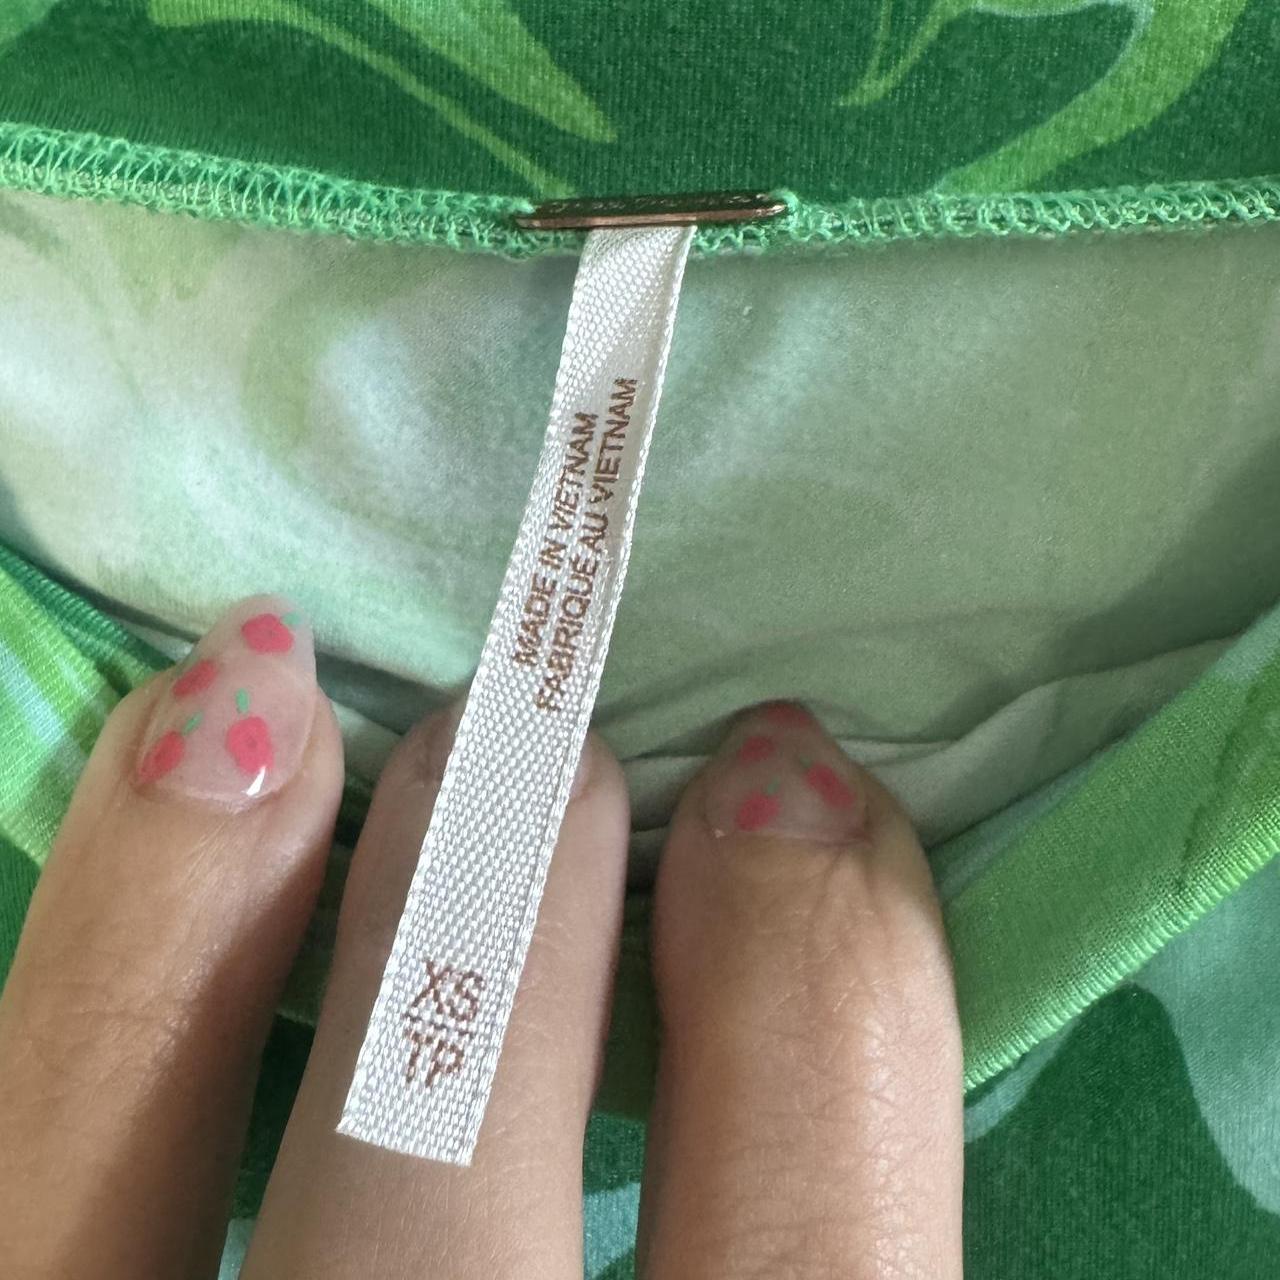 MADE IN VIETNAM
FABRIQUÉ AU VIETNAM
XS
TP